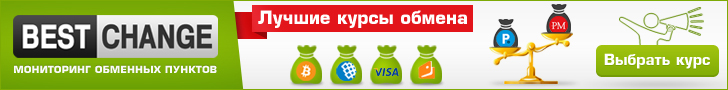 BEST CHANGE
МОНИТОРИНГ ОБМЕННЫХ ПУНКТОВ
Лучшие курсы обмена
VISA
P
PM
Выбрать курс